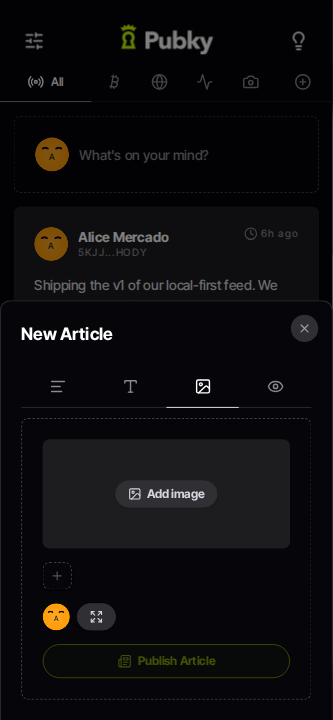 Pubky
All
What's on your mind?
Alice Mercado
6h ago
5KJJ...HODY
Shipping the v1 of our local-first feed. We
New Article
Add image
A
Publish Article